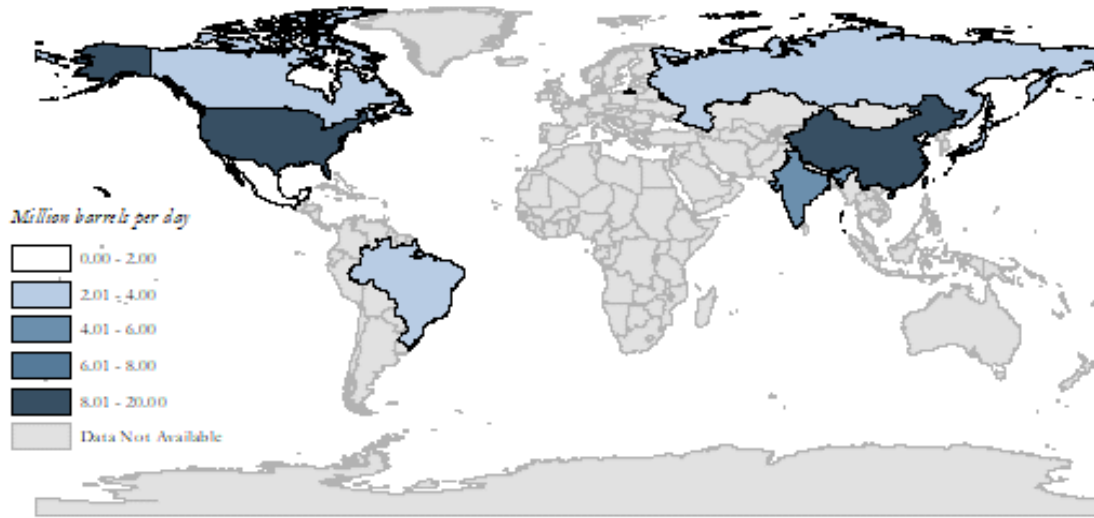 Million barrels per day
0.00 - 2.00
2.01 - 4.00
4.01 - 6.00
6.01 - 8.00
8.01 - 20.00
Data Not Available